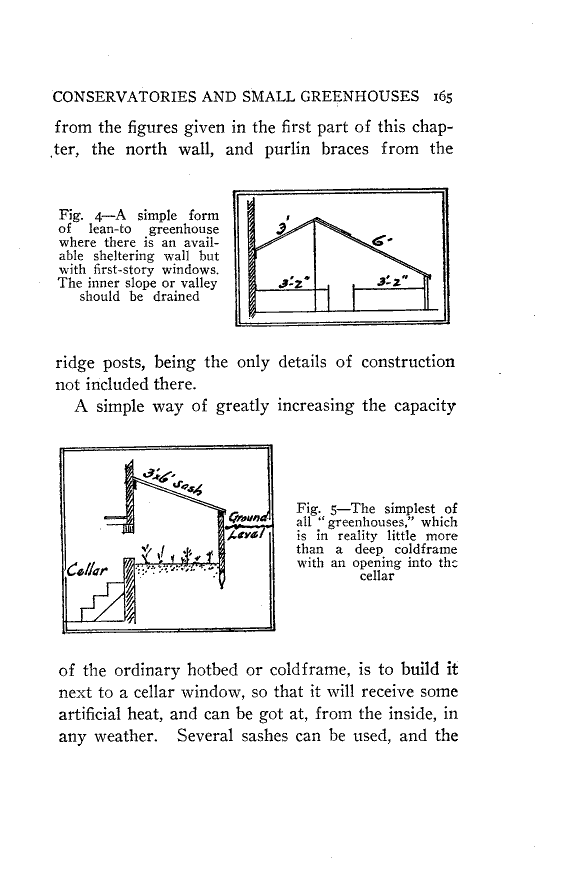 CONSERVATORIES AND SMALL GREENHOUSES 165
from the figures given in the first part of this chap-
ter, the north wall, and purlin braces from the
Fig. 4—A simple form
of lean-to greenhouse
where there is an avail-
able sheltering wall but
with first-story windows.
The inner slope or valley
should be drained
3'
6'
3'-2"
3'-2"
ridge posts, being the only details of construction
not included there.
A simple way of greatly increasing the capacity
3'x6' Sash
Ground
Level
Cellar
Fig. 5—The simplest of
all "greenhouses," which
is in reality little more
than a deep coldframe
with an opening into the
cellar
of the ordinary hotbed or coldframe, is to build it
next to a cellar window, so that it will receive some
artificial heat, and can be got at, from the inside, in
any weather. Several sashes can be used, and the